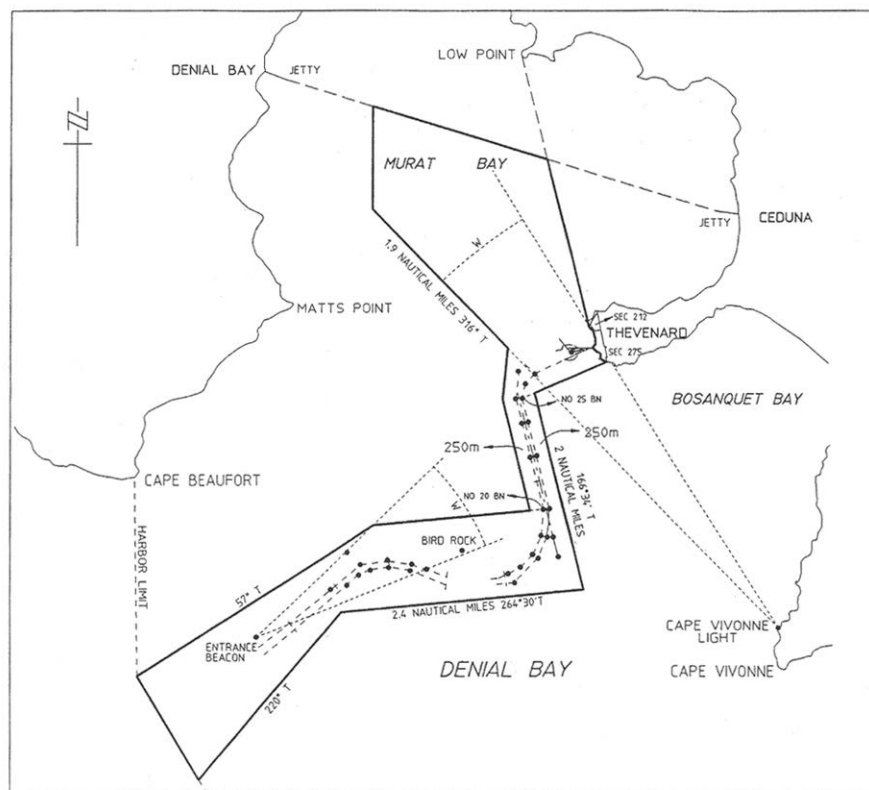 LOW POINT
DENIAL BAY
JETTY
N
MURAT BAY
JETTY
CEDUNA
W
1.9 NAUTICAL MILES 316° T
MATTS POINT
SEC 212
THEVENARD
SEC 275
NO 25 BN
BOSANQUET BAY
250m
250m
166°34' T
2 NAUTICAL MILES
CAPE BEAUFORT
NO 20 BN
W
HARBOR LIMIT
BIRD ROCK
57° T
2.4 NAUTICAL MILES 264°30'T
ENTRANCE
BEACON
220° T
CAPE VIVONNE
LIGHT
DENIAL BAY
CAPE VIVONNE